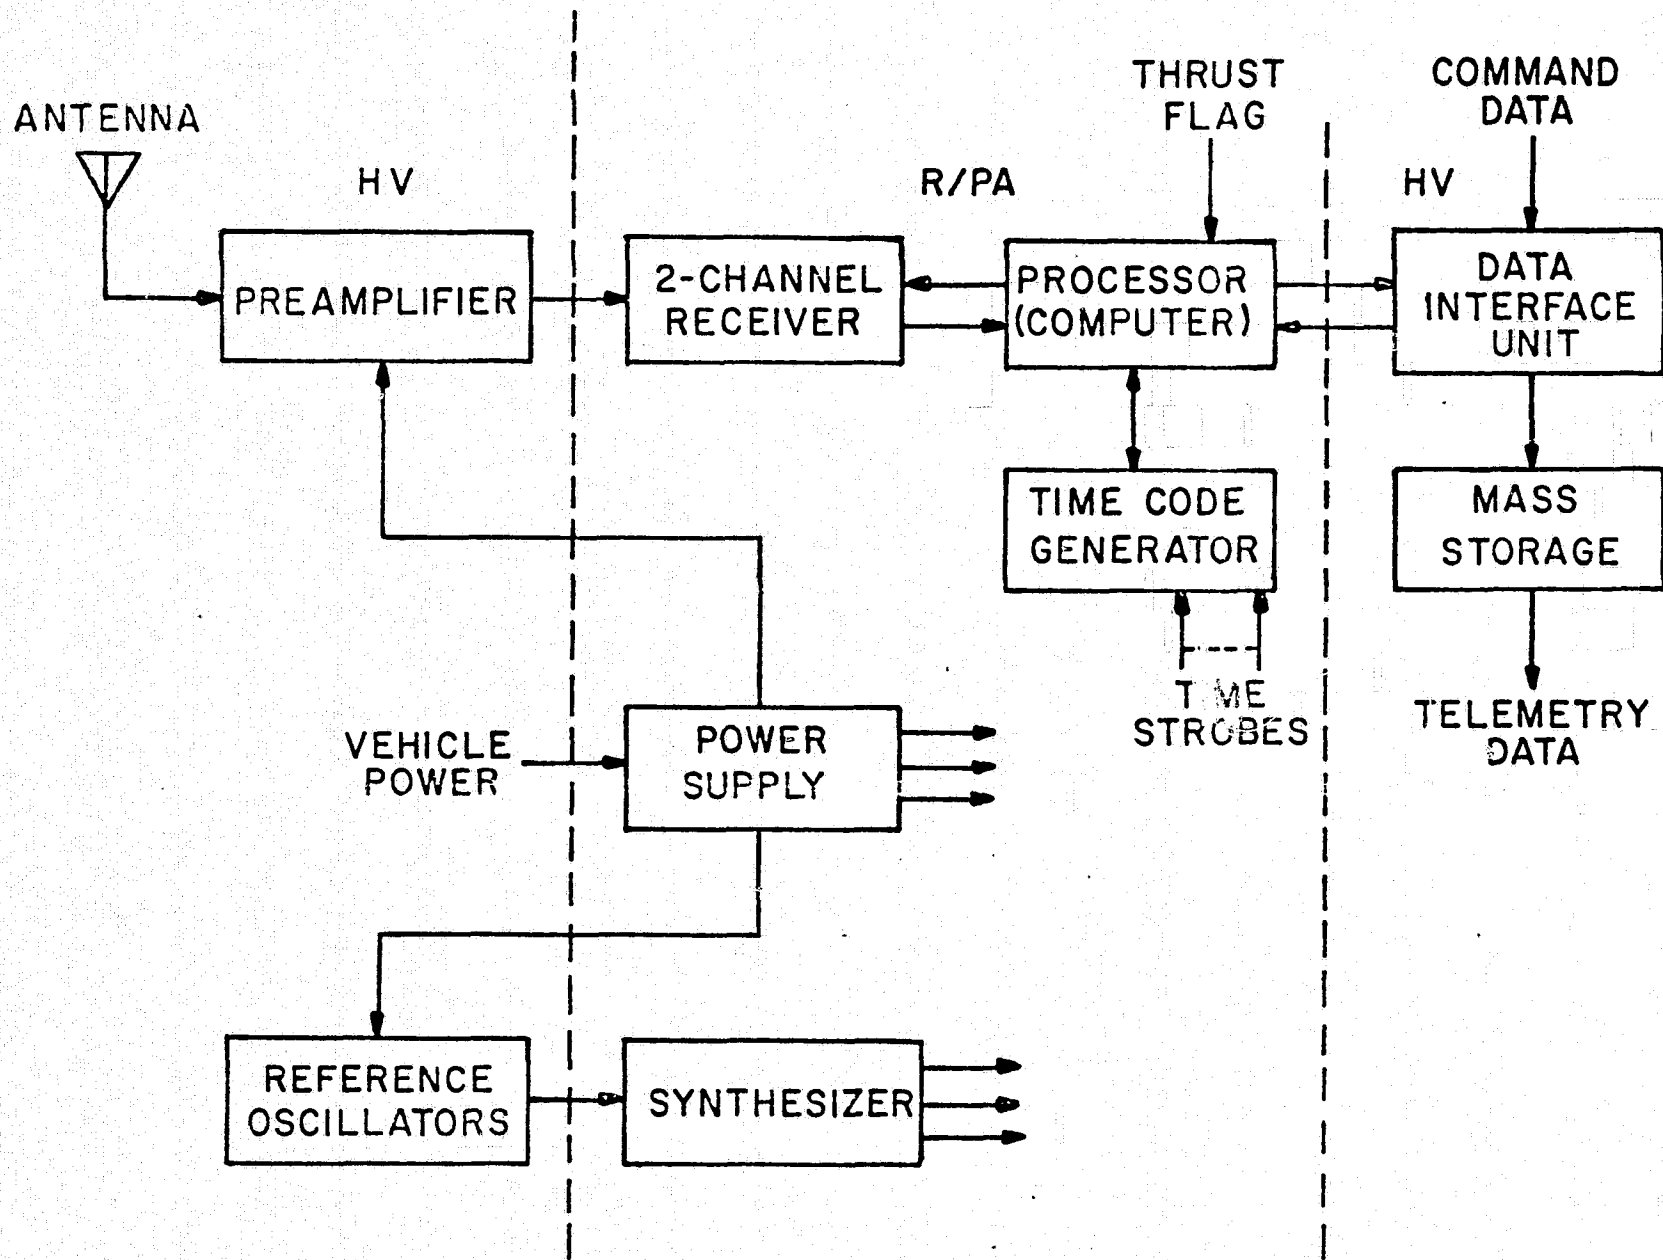 ANTENNA
HV
PREAMPLIFIER
R/PA
THRUST
FLAG
COMMAND
DATA
HV
2-CHANNEL
RECEIVER
PROCESSOR
(COMPUTER)
DATA
INTERFACE
UNIT
TIME CODE
GENERATOR
MASS
STORAGE
TIME
STROBES
TELEMETRY
DATA
VEHICLE
POWER
POWER
SUPPLY
REFERENCE
OSCILLATORS
SYNTHESIZER